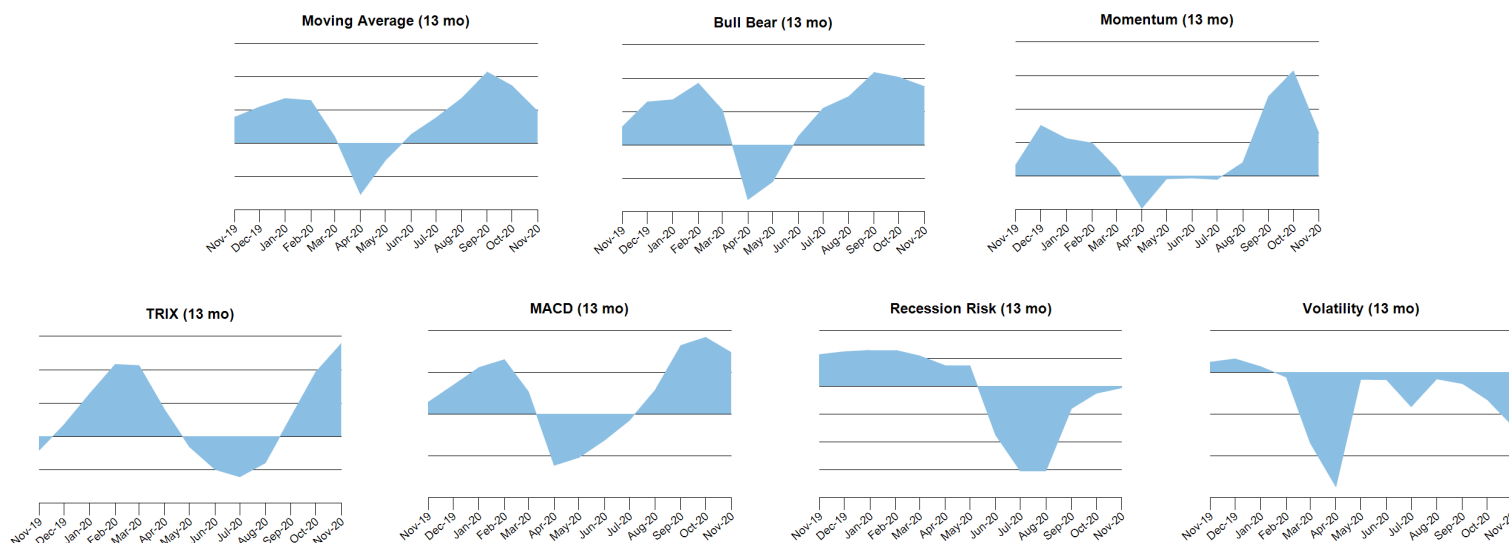 Moving Average (13 mo)
Nov-19 Dec-19 Jan-20 Feb-20 Mar-20 Apr-20 May-20 Jun-20 Jul-20 Aug-20 Sep-20 Oct-20 Nov-20
Bull Bear (13 mo)
Nov-19 Dec-19 Jan-20 Feb-20 Mar-20 Apr-20 May-20 Jun-20 Jul-20 Aug-20 Sep-20 Oct-20 Nov-20
Momentum (13 mo)
Nov-19 Dec-19 Jan-20 Feb-20 Mar-20 Apr-20 May-20 Jun-20 Jul-20 Aug-20 Sep-20 Oct-20 Nov-20
TRIX (13 mo)
Nov-19 Dec-19 Jan-20 Feb-20 Mar-20 Apr-20 May-20 Jun-20 Jul-20 Aug-20 Sep-20 Oct-20 Nov-20
MACD (13 mo)
Nov-19 Dec-19 Jan-20 Feb-20 Mar-20 Apr-20 May-20 Jun-20 Jul-20 Aug-20 Sep-20 Oct-20 Nov-20
Recession Risk (13 mo)
Nov-19 Dec-19 Jan-20 Feb-20 Mar-20 Apr-20 May-20 Jun-20 Jul-20 Aug-20 Sep-20 Oct-20 Nov-20
Volatility (13 mo)
Nov-19 Dec-19 Jan-20 Feb-20 Mar-20 Apr-20 May-20 Jun-20 Jul-20 Aug-20 Sep-20 Oct-20 Nov-20